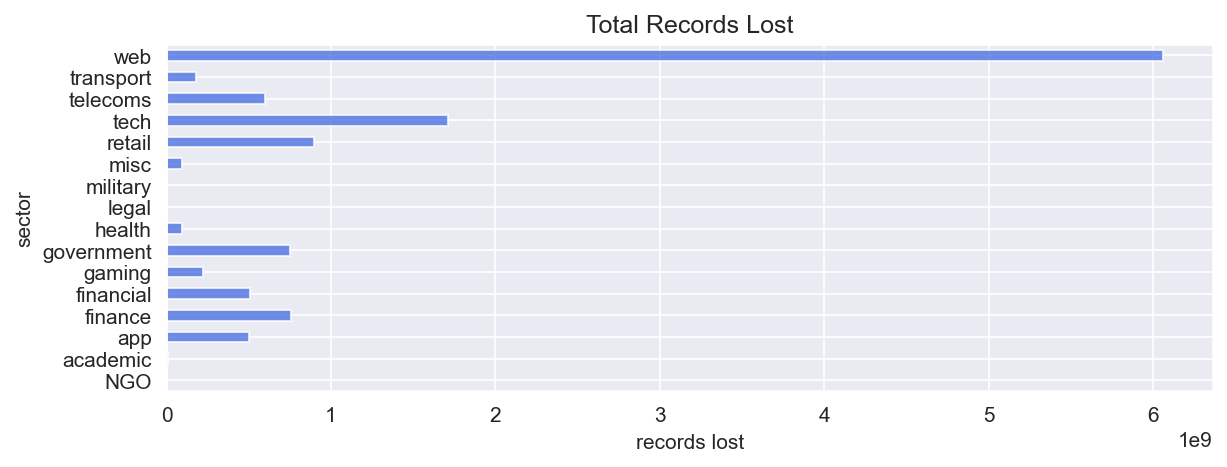 Total Records Lost
web
transport
telecoms
tech
retail
misc
military
legal
health
government
gaming
financial
finance
app
academic
NGO
sector
0 1 2 3 4 5 6
1e9
records lost